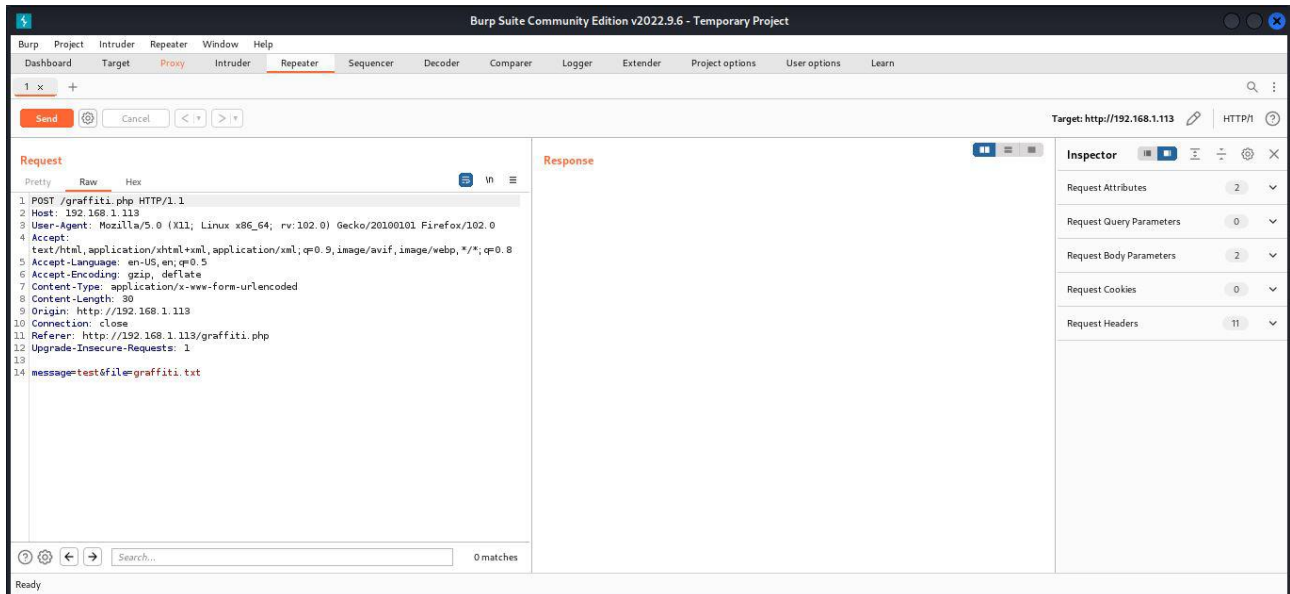 Burp Suite Community Edition v2022.9.6 - Temporary Project
Burp Project Intruder Repeater Window Help
Dashboard Target Proxy Intruder Repeater Sequencer Decoder Comparer Logger Extender Project options User options Learn
1 × +
Send Cancel < > Target: http://192.168.1.113 HTTP/1 ?
Request
Response
Inspector
Pretty Raw Hex \n
1 POST /graffiti.php HTTP/1.1
2 Host: 192.168.1.113
3 User-Agent: Mozilla/5.0 (X11; Linux x86_64; rv:102.0) Gecko/20100101 Firefox/102.0
4 Accept:
text/html,application/xhtml+xml,application/xml;q=0.9,image/avif,image/webp,*/*;q=0.8
5 Accept-Language: en-US,en;q=0.5
6 Accept-Encoding: gzip, deflate
7 Content-Type: application/x-www-form-urlencoded
8 Content-Length: 30
9 Origin: http://192.168.1.113
10 Connection: close
11 Referer: http://192.168.1.113/graffiti.php
12 Upgrade-Insecure-Requests: 1
13
14 message=test&file=graffiti.txt
Request Attributes 2
Request Query Parameters 0
Request Body Parameters 2
Request Cookies 0
Request Headers 11
? Search... 0 matches
Ready